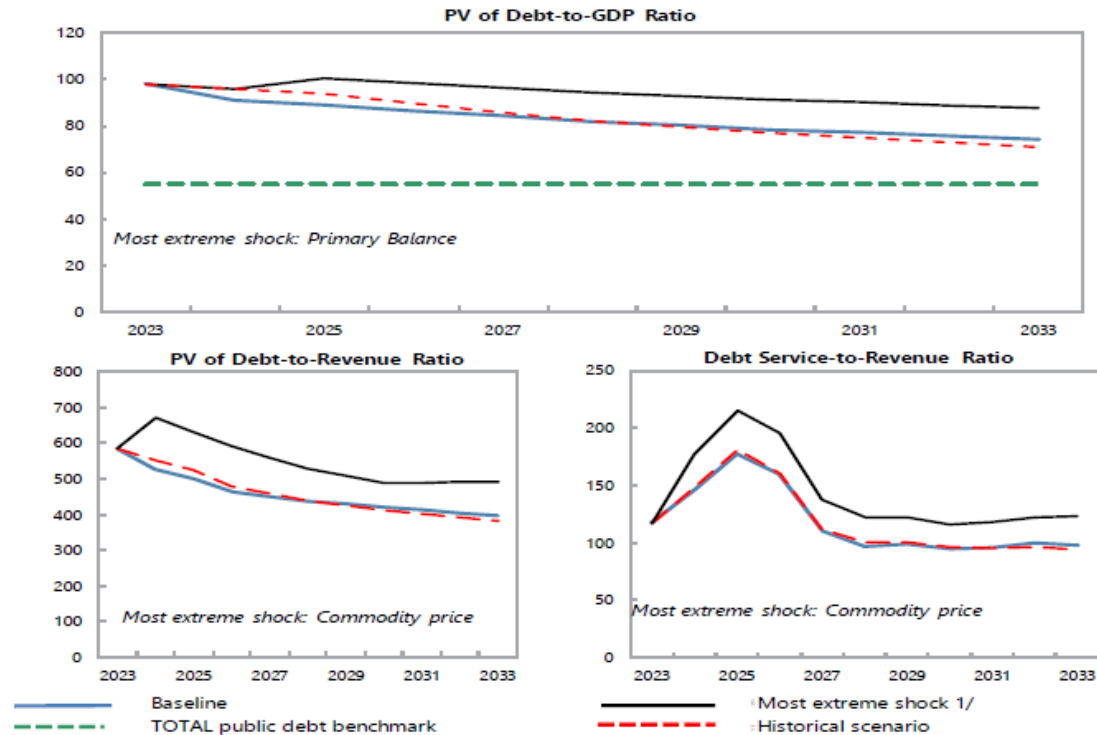 PV of Debt-to-GDP Ratio
120
100
80
60
40
20
0
Most extreme shock: Primary Balance
2023 2025 2027 2029 2031 2033
PV of Debt-to-Revenue Ratio
800
700
600
500
400
300
200
100
0
Most extreme shock: Commodity price
2023 2025 2027 2029 2031 2033
Debt Service-to-Revenue Ratio
250
200
150
100
50
0
Most extreme shock: Commodity price
2023 2025 2027 2029 2031 2033
Baseline
Most extreme shock 1/
TOTAL public debt benchmark
Historical scenario